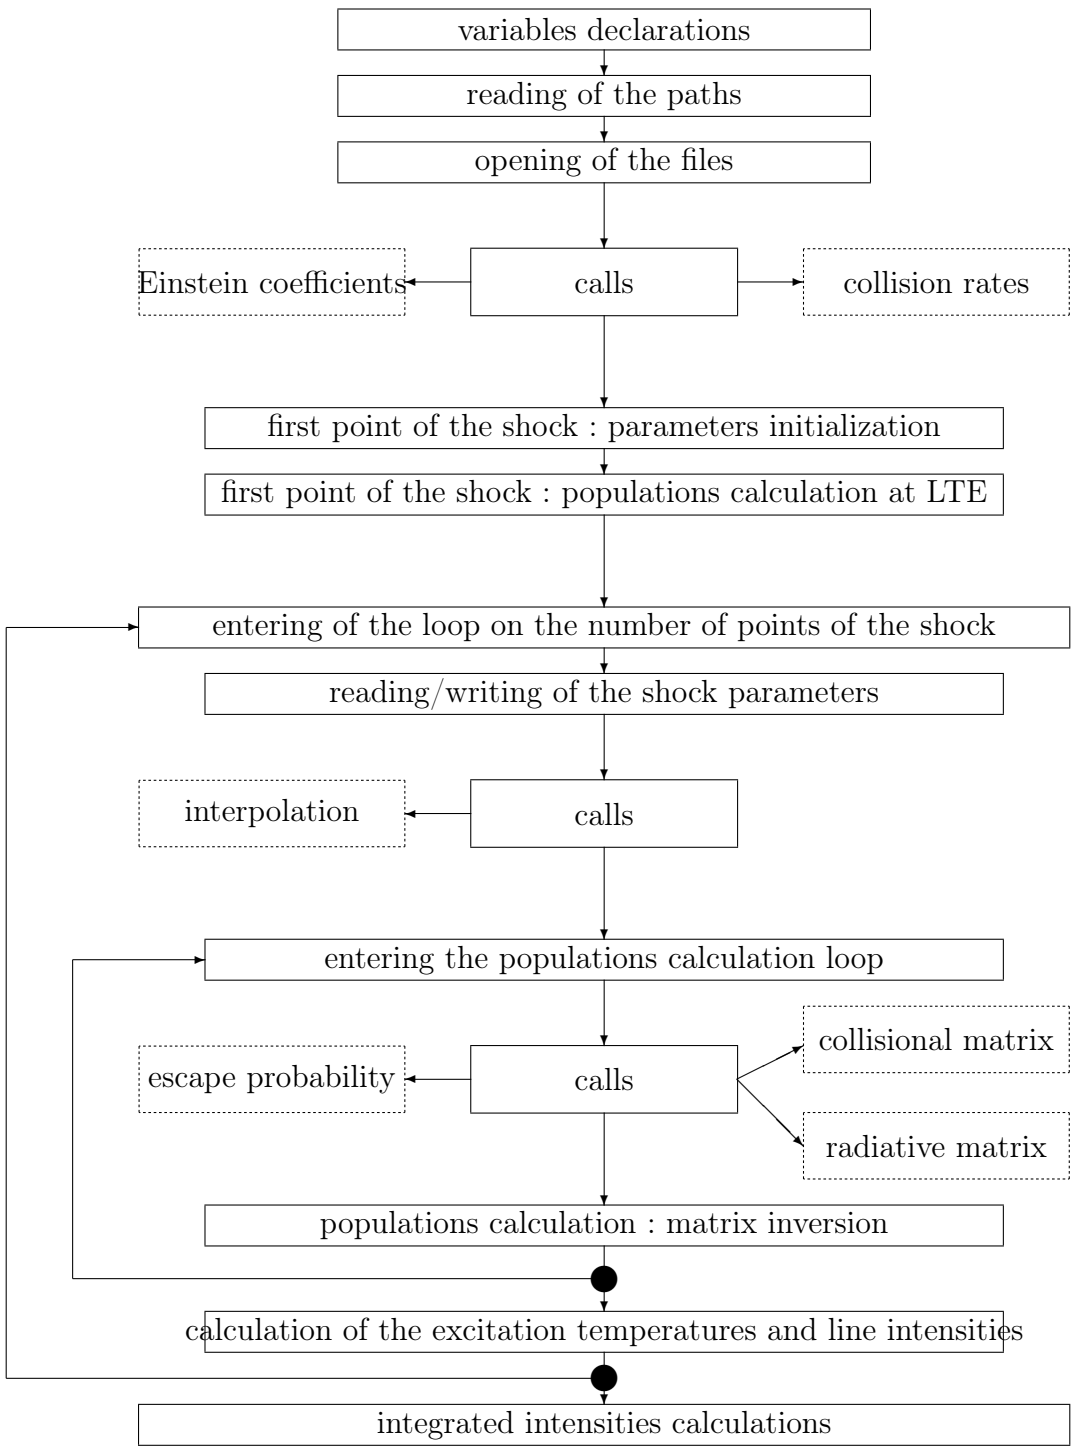 variables declarations
reading of the paths
opening of the files
Einstein coefficients
calls
collision rates
first point of the shock : parameters initialization
first point of the shock : populations calculation at LTE
entering of the loop on the number of points of the shock
reading/writing of the shock parameters
interpolation
calls
entering the populations calculation loop
collisional matrix
escape probability
calls
radiative matrix
populations calculation : matrix inversion
calculation of the excitation temperatures and line intensities
integrated intensities calculations